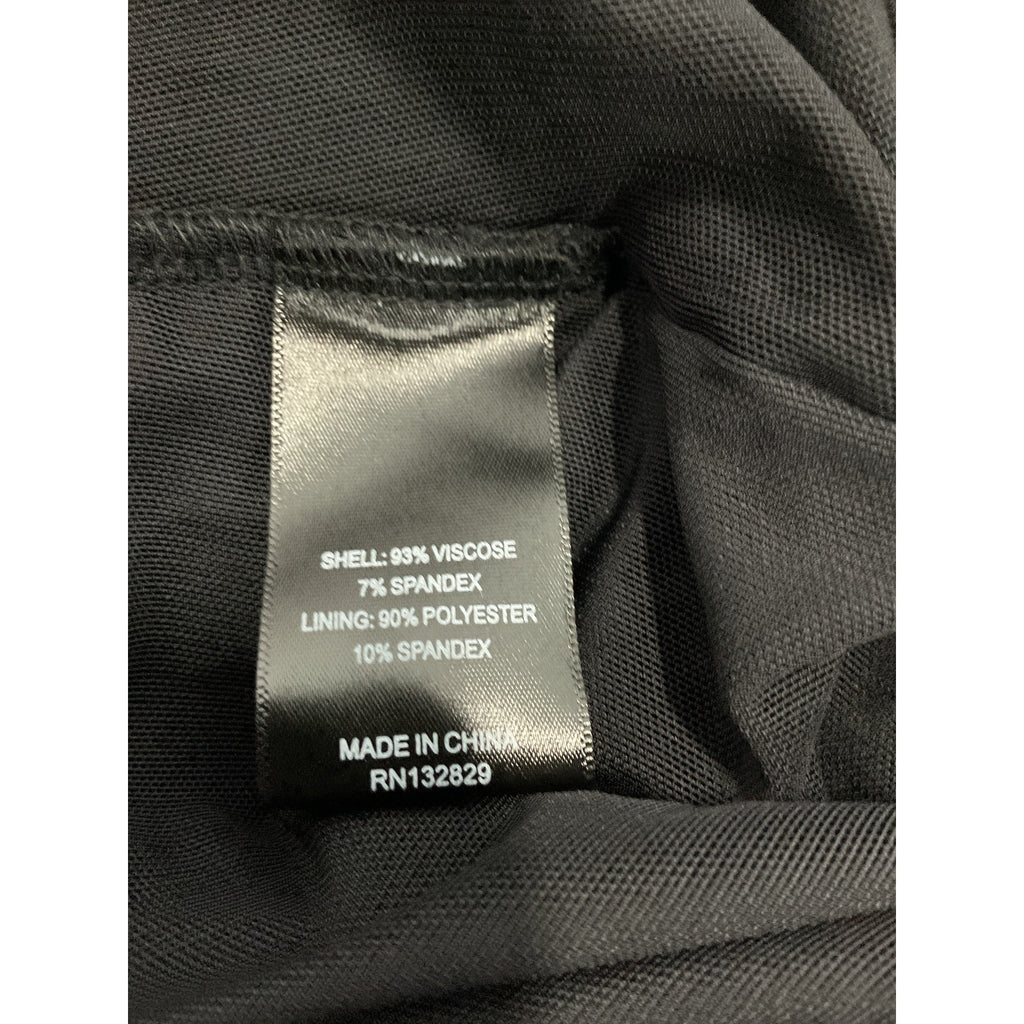 SHELL: 93% VISCOSE
7% SPANDEX
LINING: 90% POLYESTER
10% SPANDEX
MADE IN CHINA
RN132829